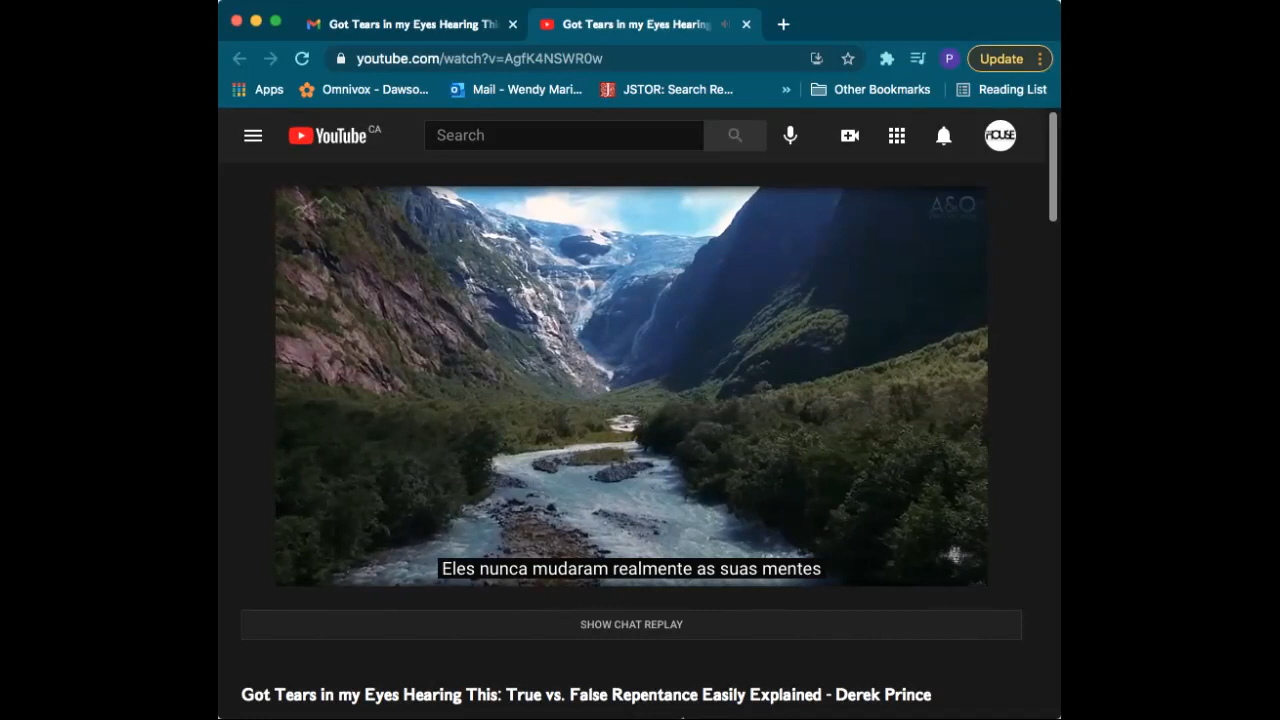 Got Tears in my Eyes Hearing Thi
Got Tears in my Eyes Hearing
youtube.com/watch?v=AgfK4NSWR0w
P
Update
Apps
Omnivox - Dawso...
Mail - Wendy Mari...
JSTOR: Search Re...
»
Other Bookmarks
Reading List
YouTube CA
Search
HOUSE
A&O
Eles nunca mudaram realmente as suas mentes
SHOW CHAT REPLAY
Got Tears in my Eyes Hearing This: True vs. False Repentance Easily Explained - Derek Prince